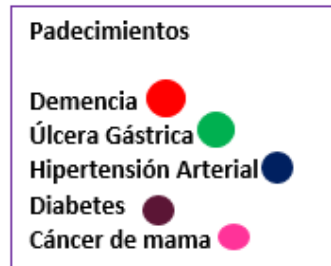 Padecimientos
Demencia
Úlcera Gástrica
Hipertensión Arterial
Diabetes
Cáncer de mama